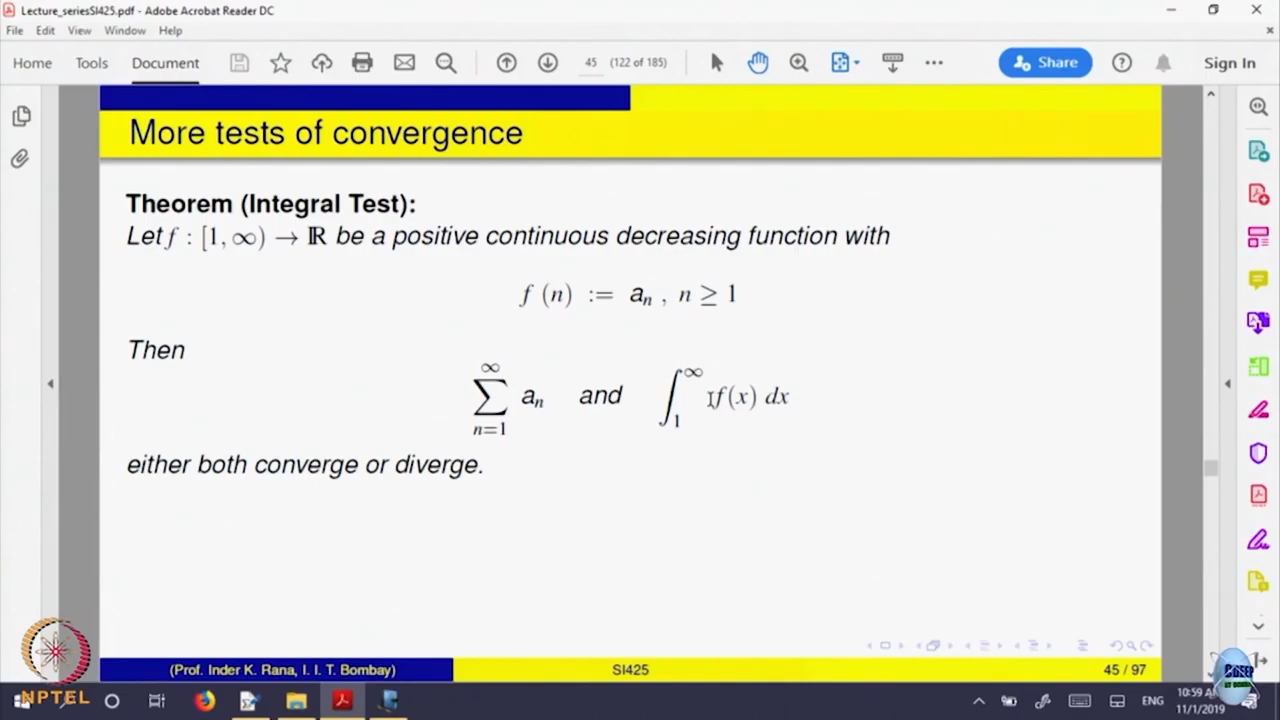 Lecture_seriesSI425.pdf - Adobe Acrobat Reader DC
File Edit View Window Help
Home Tools Document 45 (122 of 185) Share Sign In
More tests of convergence
Theorem (Integral Test):
Let f : [1, ∞) → ℝ be a positive continuous decreasing function with
f (n) := aₙ , n ≥ 1
Then
∑_{n=1}^{∞} aₙ and ∫_1^∞ f(x) dx
either both converge or diverge.
(Prof. Inder K. Rana, I. I. T. Bombay) SI425 45 / 97
NPTEL
ENG
10:59
11/1/2019